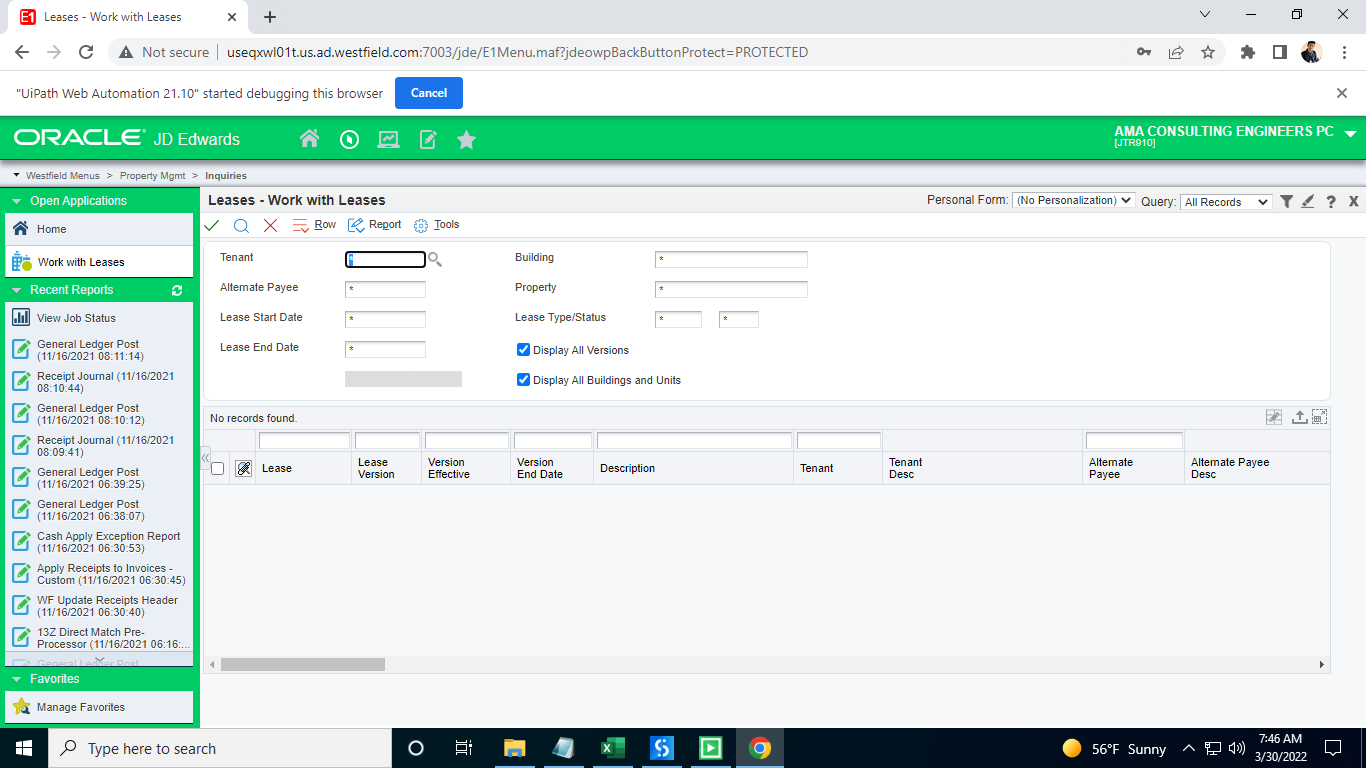 Leases - Work with Leases
Not secure
useqxwl01t.us.ad.westfield.com:7003/jde/E1Menu.maf?jdeowpBackButtonProtect=PROTECTED
"UiPath Web Automation 21.10" started debugging this browser
Cancel
ORACLE JD Edwards
AMA CONSULTING ENGINEERS PC
[JTR910]
Westfield Menus > Property Mgmt > Inquiries
Open Applications
Home
Work with Leases
Recent Reports
View Job Status
General Ledger Post
(11/16/2021 08:11:14)
Receipt Journal (11/16/2021
08:10:44)
General Ledger Post
(11/16/2021 08:10:12)
Receipt Journal (11/16/2021
08:09:41)
General Ledger Post
(11/16/2021 06:39:25)
General Ledger Post
(11/16/2021 06:38:07)
Cash Apply Exception Report
(11/16/2021 06:30:53)
Apply Receipts to Invoices -
Custom (11/16/2021 06:30:45)
WF Update Receipts Header
(11/16/2021 06:30:40)
13Z Direct Match Pre-
Processor (11/16/2021 06:16:...
General Ledger Post
Favorites
Manage Favorites
Leases - Work with Leases
Personal Form: (No Personalization) Query: All Records
Row Report Tools
Tenant * Building *
Alternate Payee * Property *
Lease Start Date * Lease Type/Status * *
Lease End Date * Display All Versions
Display All Buildings and Units
No records found.
Lease
Lease
Version
Version
Effective
Version
End Date
Description
Tenant
Tenant
Desc
Alternate
Payee
Alternate Payee
Desc
Type here to search
56°F Sunny
7:46 AM
3/30/2022